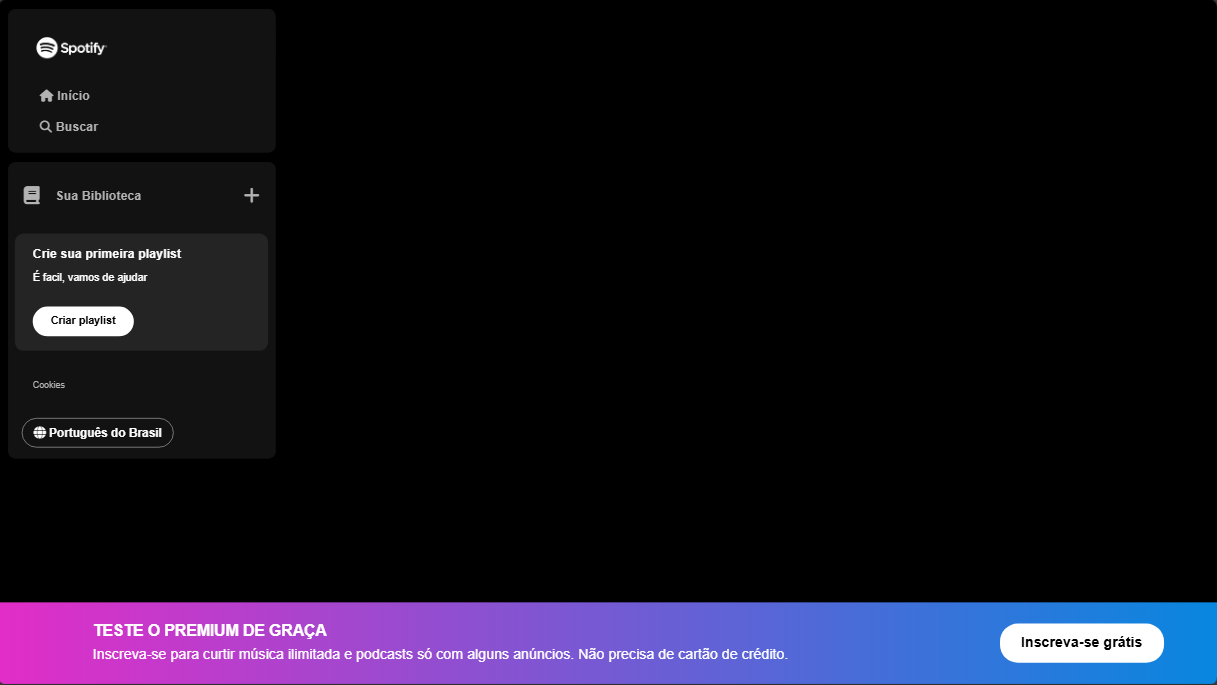 Spotify
Início
Buscar
Sua Biblioteca
Crie sua primeira playlist
É facil, vamos de ajudar
Criar playlist
Cookies
Português do Brasil
TESTE O PREMIUM DE GRAÇA
Inscreva-se para curtir música ilimitada e podcasts só com alguns anúncios. Não precisa de cartão de crédito.
Inscreva-se grátis